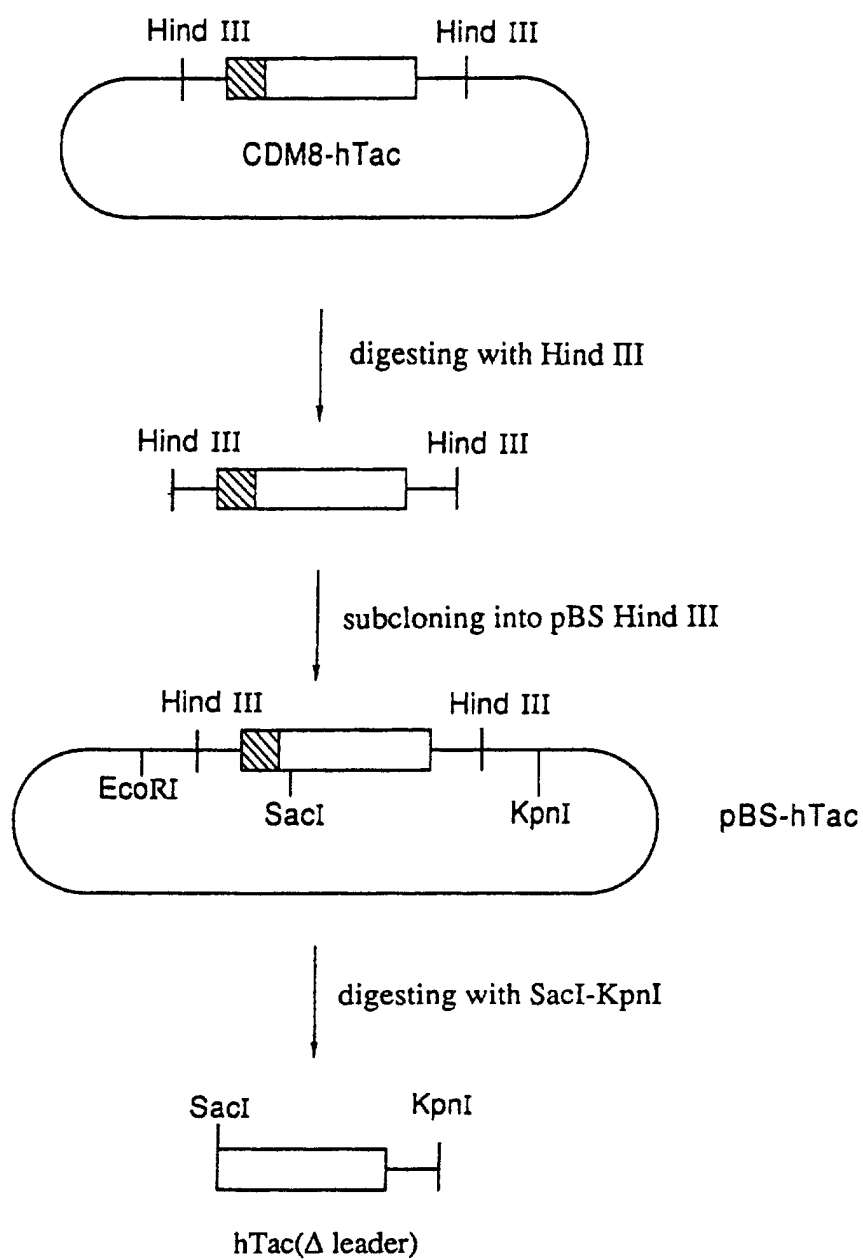 Hind III Hind III
CDM8-hTac
digesting with Hind III
Hind III Hind III
subcloning into pBS Hind III
Hind III Hind III
EcoRI SacI KpnI pBS-hTac
digesting with SacI-KpnI
SacI KpnI
hTac(Δ leader)